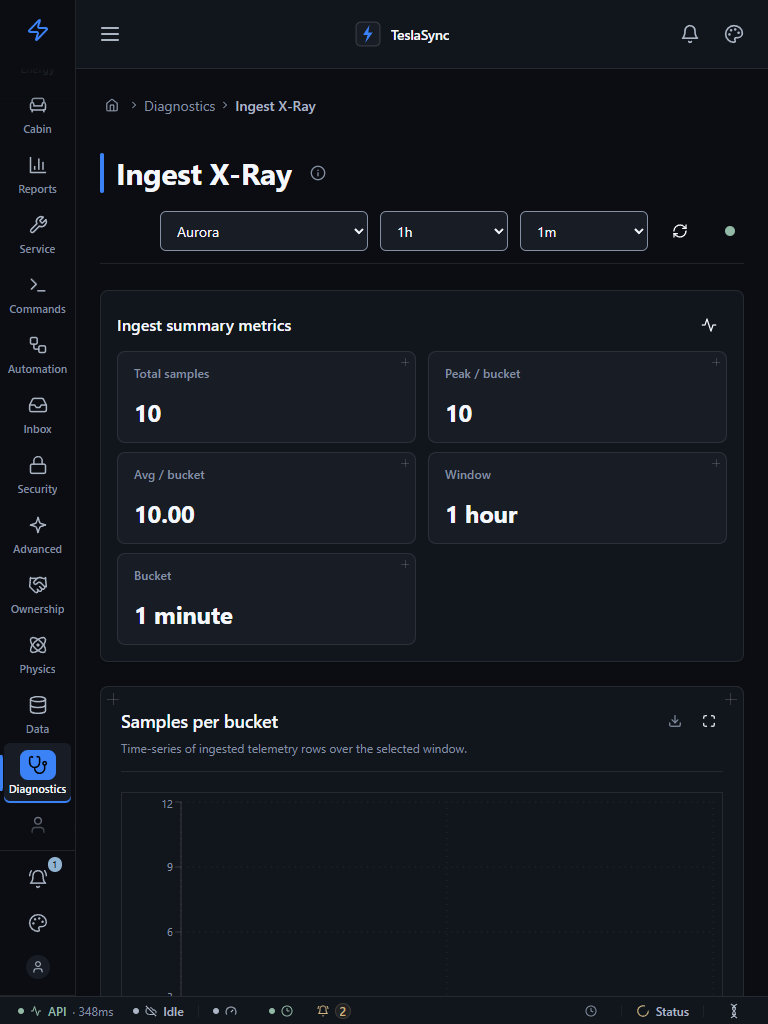 TeslaSync
Energy
Cabin
Reports
Service
Commands
Automation
Inbox
Security
Advanced
Ownership
Physics
Data
Diagnostics
1
Diagnostics
Ingest X-Ray
Ingest X-Ray
Aurora
1h
1m
Ingest summary metrics
Total samples
10
Peak / bucket
10
Avg / bucket
10.00
Window
1 hour
Bucket
1 minute
Samples per bucket
Time-series of ingested telemetry rows over the selected window.
12
9
6
3
API · 348ms
Idle
2
Status